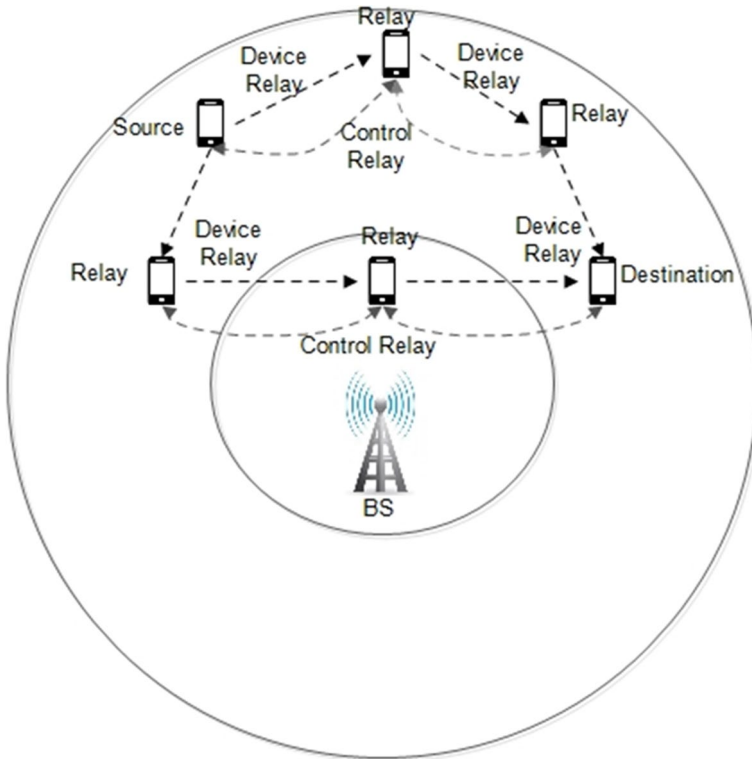 Relay
Device
Relay
Device
Relay
Source
Relay
Control
Relay
Relay
Device
Relay
Relay
Device
Relay
Destination
Control Relay
BS